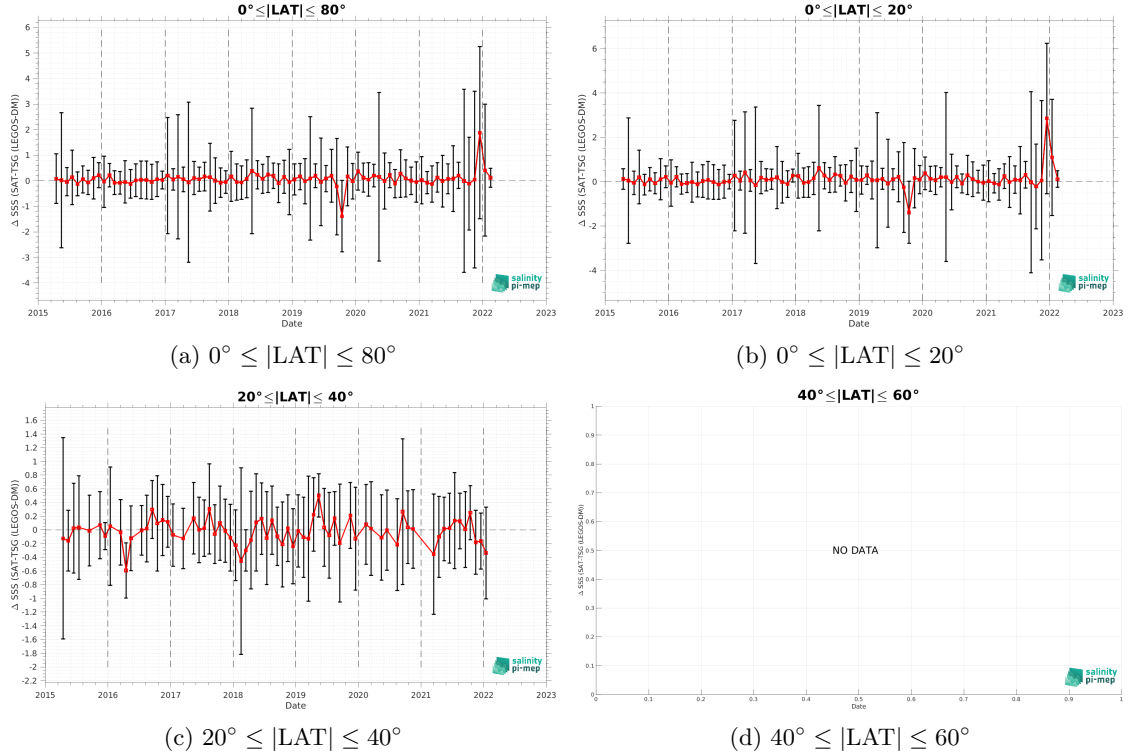 0°≤|LAT|≤ 80°
Δ SSS (SAT-TSG (LEGOS-DM))
6
5
4
3
2
1
0
-1
-2
-3
-4
2015 2016 2017 2018 2019 2020 2021 2022 2023
Date
salinity
pi-mep
(a) 0° ≤ |LAT| ≤ 80°
0°≤|LAT|≤ 20°
Δ SSS (SAT-TSG (LEGOS-DM))
6
4
2
0
-2
-4
2015 2016 2017 2018 2019 2020 2021 2022 2023
Date
salinity
pi-mep
(b) 0° ≤ |LAT| ≤ 20°
20°≤|LAT|≤ 40°
Δ SSS (SAT-TSG (LEGOS-DM))
1.6
1.4
1.2
1
0.8
0.6
0.4
0.2
0
-0.2
-0.4
-0.6
-0.8
-1
-1.2
-1.4
-1.6
-1.8
-2
-2.2
2015 2016 2017 2018 2019 2020 2021 2022 2023
Date
salinity
pi-mep
(c) 20° ≤ |LAT| ≤ 40°
40°≤|LAT|≤ 60°
Δ SSS (SAT-TSG (LEGOS-DM))
1
0.9
0.8
0.7
0.6
0.5
0.4
0.3
0.2
0.1
0
NO DATA
0 0.1 0.2 0.3 0.4 0.5 0.6 0.7 0.8 0.9 1
Date
salinity
pi-mep
(d) 40° ≤ |LAT| ≤ 60°